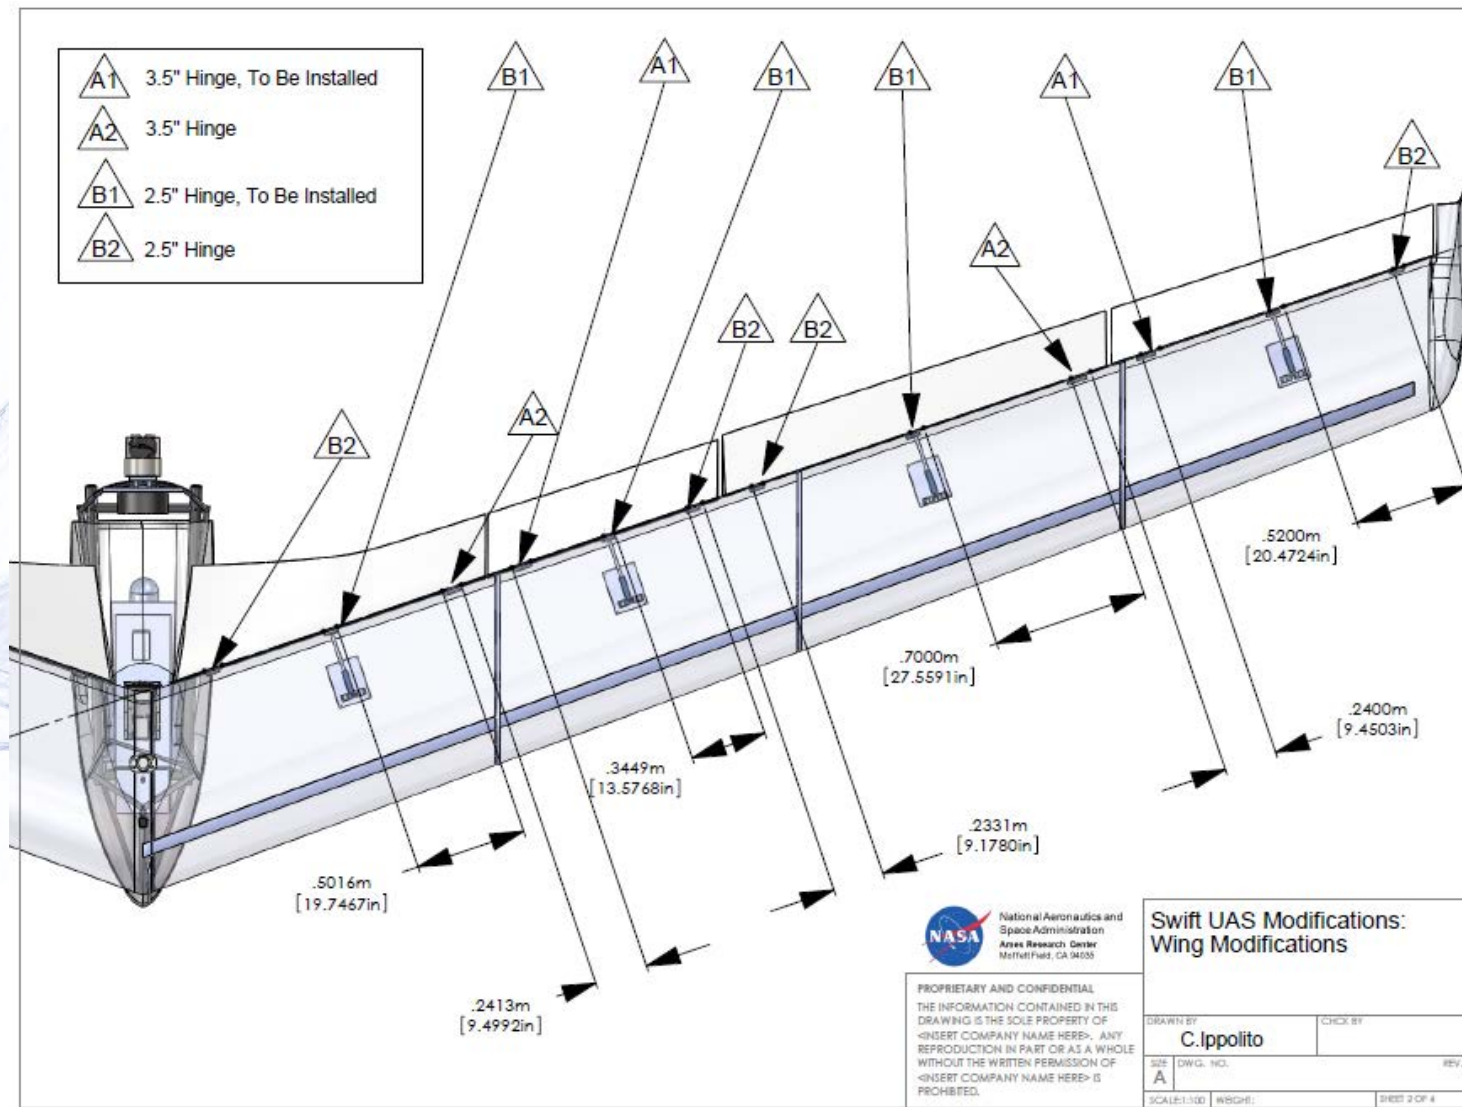 A1 3.5" Hinge, To Be Installed
A2 3.5" Hinge
B1 2.5" Hinge, To Be Installed
B2 2.5" Hinge
B1
A1
B1
B1
A1
B1
B2
A2
B2
B2
A2
B2
.5200m
[20.4724in]
.7000m
[27.5591in]
.2400m
[9.4503in]
.3449m
[13.5768in]
.2331m
[9.1780in]
.5016m
[19.7467in]
.2413m
[9.4992in]
NASA
National Aeronautics and
Space Administration
Ames Research Center
Moffett Field, CA 94035
PROPRIETARY AND CONFIDENTIAL
THE INFORMATION CONTAINED IN THIS
DRAWING IS THE SOLE PROPERTY OF
<INSERT COMPANY NAME HERE>. ANY
REPRODUCTION IN PART OR AS A WHOLE
WITHOUT THE WRITTEN PERMISSION OF
<INSERT COMPANY NAME HERE> IS
PROHIBITED.
Swift UAS Modifications:
Wing Modifications
DRAWN BY
C.Ippolito
CHCK BY
SIZE
A
DWG. NO.
REV.
SCALE:1:100
WEIGHT:
SHEET 2 OF 4